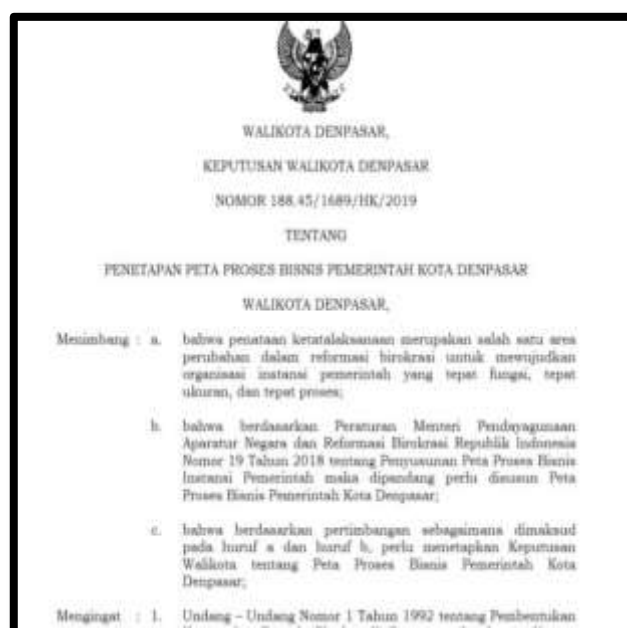 WALIKOTA DENPASAR,
KEPUTUSAN WALIKOTA DENPASAR
NOMOR 188.45/1689/HK/2019
TENTANG
PENETAPAN PETA PROSES BISNIS PEMERINTAH KOTA DENPASAR
WALIKOTA DENPASAR,
Menimbang : a. bahwa penataan ketatalaksanaan merupakan salah satu area
perubahan dalam reformasi birokrasi untuk mewujudkan
organisasi instansi pemerintah yang tepat fungsi, tepat
ukuran, dan tepat proses;
b. bahwa berdasarkan Peraturan Menteri Pendayagunaan
Aparatur Negara dan Reformasi Birokrasi Republik Indonesia
Nomor 19 Tahun 2018 tentang Penyusunan Peta Proses Bisnis
Instansi Pemerintah maka dipandang perlu disusun Peta
Proses Bisnis Pemerintah Kota Denpasar;
c. bahwa berdasarkan pertimbangan sebagaimana dimaksud
pada huruf a dan huruf b, perlu menetapkan Keputusan
Walikota tentang Peta Proses Bisnis Pemerintah Kota
Denpasar;
Mengingat : 1. Undang – Undang Nomor 1 Tahun 1992 tentang Pembentukan